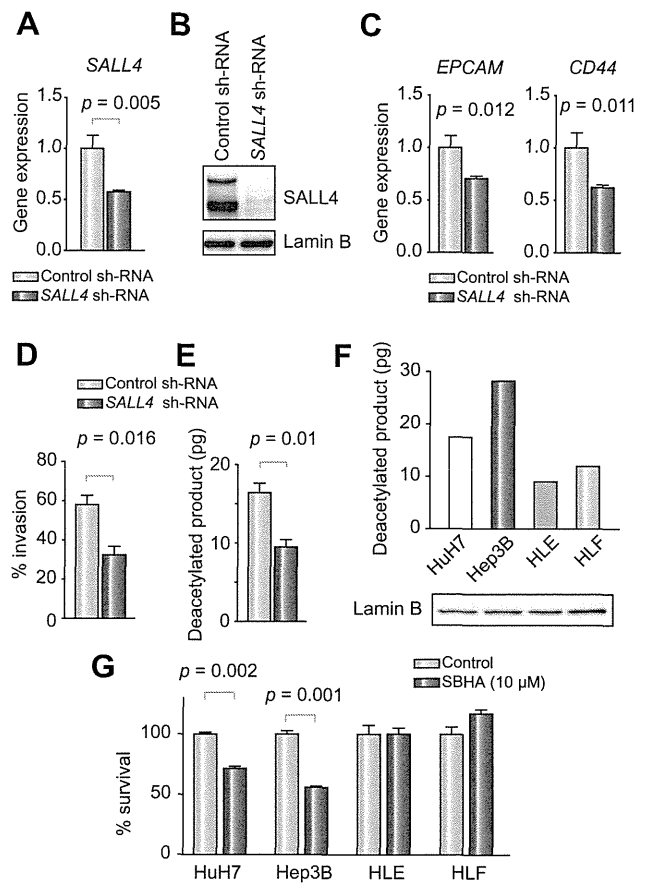 A
SALL4
p = 0.005
Gene expression
1.5
1.0
0.5
0.0
Control sh-RNA
SALL4 sh-RNA
B
Control sh-RNA
SALL4 sh-RNA
SALL4
Lamin B
C
EPCAM
CD44
p = 0.012
p = 0.011
Gene expression
1.5
1.0
0.5
0.0
1.5
1.0
0.5
0.0
Control sh-RNA
SALL4 sh-RNA
D
E
Control sh-RNA
SALL4 sh-RNA
p = 0.016
% invasion
80
60
40
20
0
p = 0.01
Deacetylated product (pg)
20
10
0
F
Deacetylated product (pg)
30
20
10
0
HuH7
Hep3B
HLE
HLF
Lamin B
G
Control
SBHA (10 µM)
p = 0.002
p = 0.001
% survival
100
50
0
HuH7
Hep3B
HLE
HLF